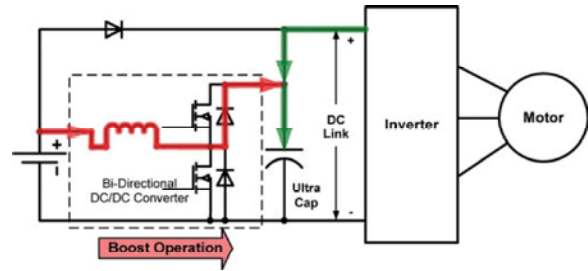 +
DC
Link
-
Inverter
Motor
+
Bi-Directional
DC/DC Converter
Ultra
Cap
Boost Operation